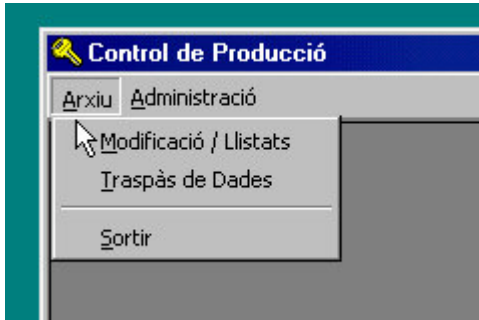 Control de Producció
Arxiu Administració
Modificació / Llistats
Traspàs de Dades
Sortir